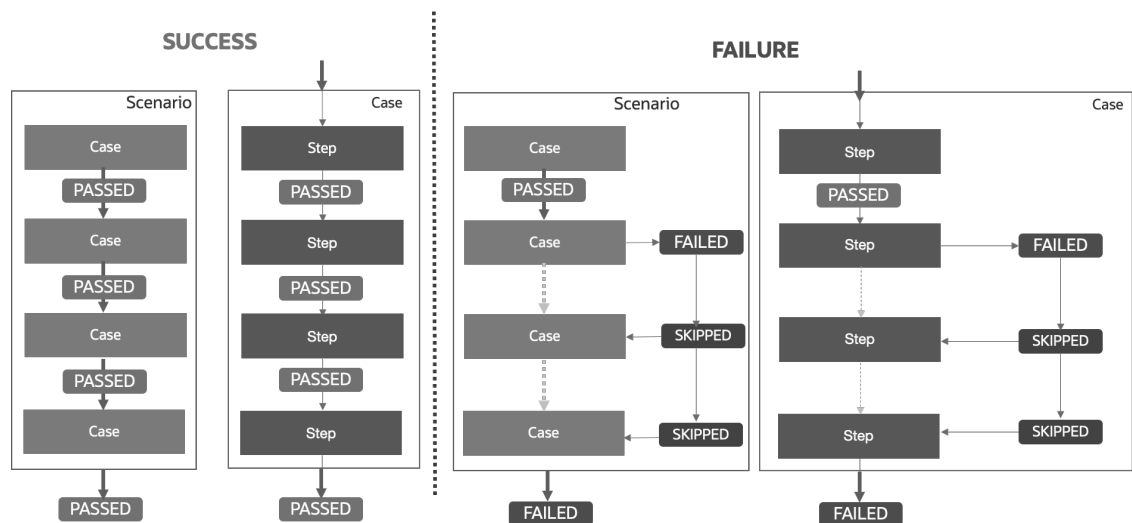 SUCCESS
Scenario
Case
PASSED
Case
PASSED
Case
PASSED
Case
PASSED
Case
Step
PASSED
Step
PASSED
Step
PASSED
Step
PASSED
FAILURE
Scenario
Case
PASSED
Case
FAILED
Case
SKIPPED
Case
SKIPPED
FAILED
Case
Step
PASSED
Step
FAILED
Step
SKIPPED
Step
SKIPPED
FAILED